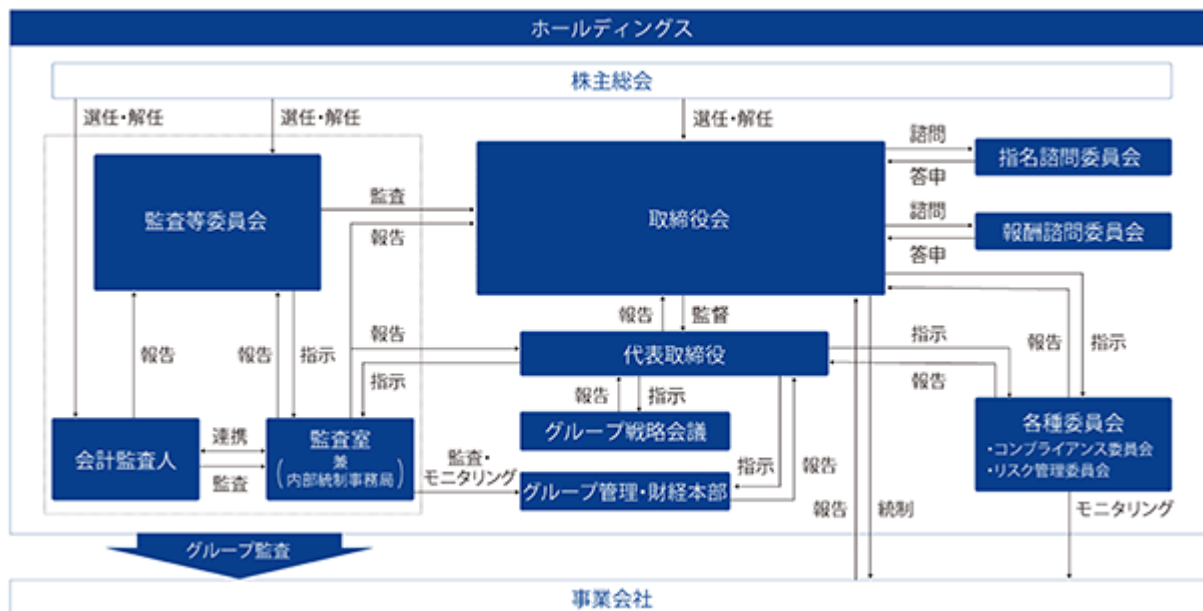 ホールディングス
株主総会
選任・解任
選任・解任
選任・解任
監査等委員会
監査
報告
取締役会
諮問
答申
指名諮問委員会
諮問
答申
報酬諮問委員会
報告
報告
指示
報告
指示
報告
監督
代表取締役
指示
報告
報告
指示
報告
指示
グループ戦略会議
会計監査人
連携
監査
監査室
兼
(内部統制事務局)
監査・
モニタリング
グループ管理・財経本部
指示
報告
報告
統制
各種委員会
・コンプライアンス委員会
・リスク管理委員会
モニタリング
グループ監査
事業会社